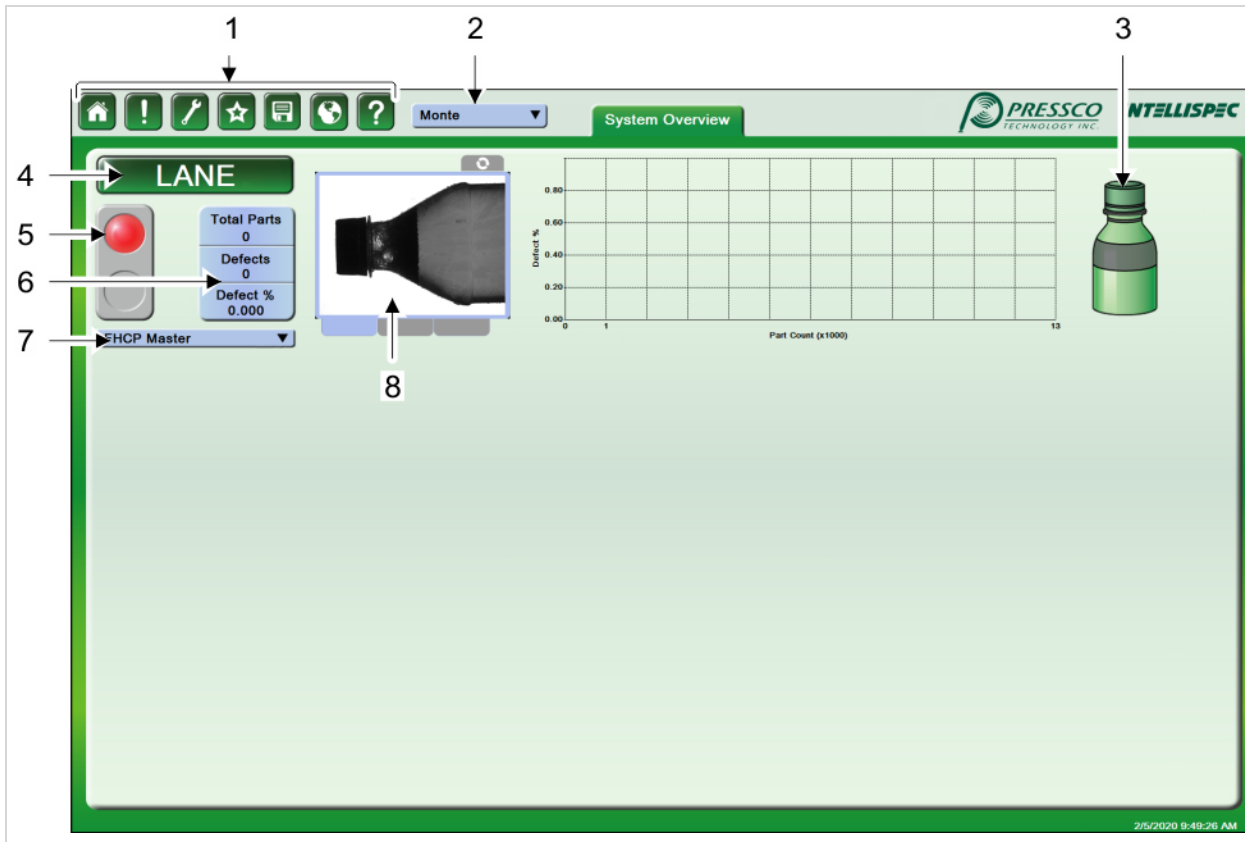 1
2
3
Monte
System Overview
PRESSCO
TECHNOLOGY INC.
NTELLISPEC
4
LANE
5
Total Parts
0
Defects
0
6
Defect %
0.000
7
FHCP Master
8
Defect %
0.80
0.60
0.40
0.20
0.00
0
1
13
Part Count (x1000)
2/5/2020 9:49:26 AM